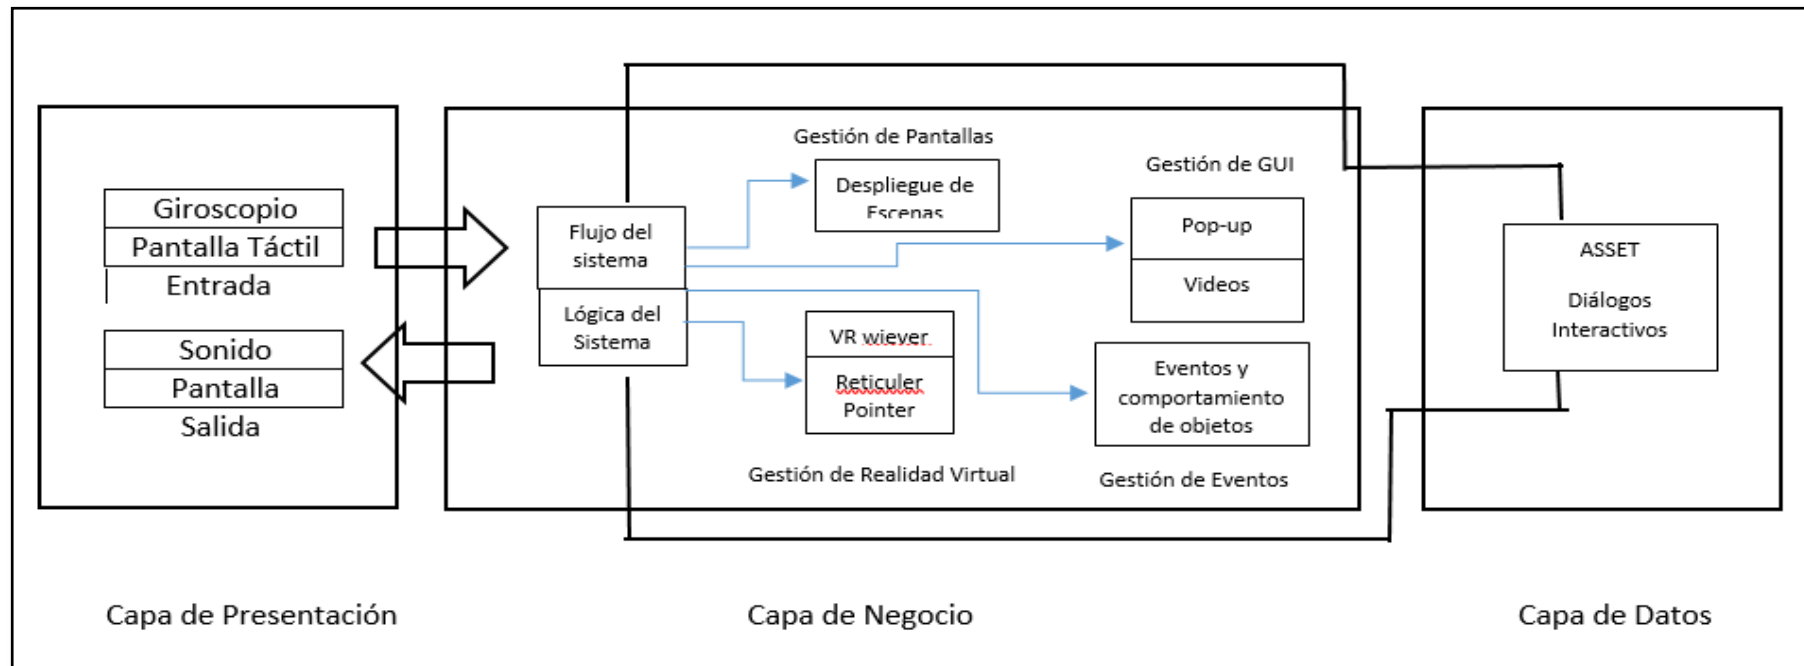 Giroscopio
Pantalla Táctil
Entrada
Sonido
Pantalla
Salida
Flujo del
sistema
Lógica del
Sistema
Gestión de Pantallas
Despliegue de
Escenas
Gestión de GUI
Pop-up
Videos
VR wiever
Reticuler
Pointer
Gestión de Realidad Virtual
Eventos y
comportamiento
de objetos
Gestión de Eventos
ASSET
Diálogos
Interactivos
Capa de Presentación
Capa de Negocio
Capa de Datos